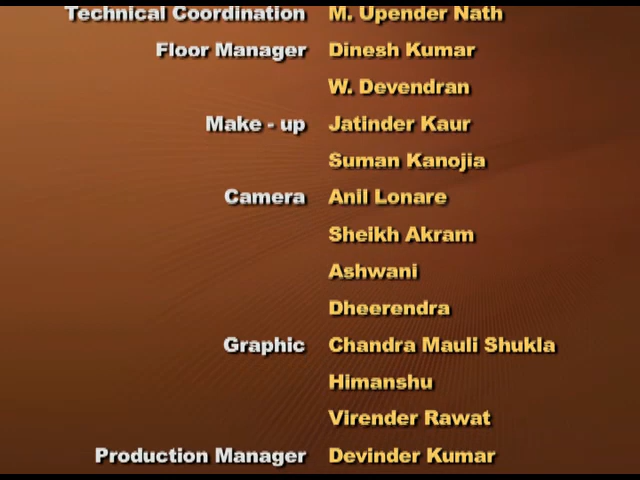 Technical Coordination M. Upender Nath
Floor Manager Dinesh Kumar
W. Devendran
Make - up Jatinder Kaur
Suman Kanojia
Camera Anil Lonare
Sheikh Akram
Ashwani
Dheerendra
Graphic Chandra Mauli Shukla
Himanshu
Virender Rawat
Production Manager Devinder Kumar